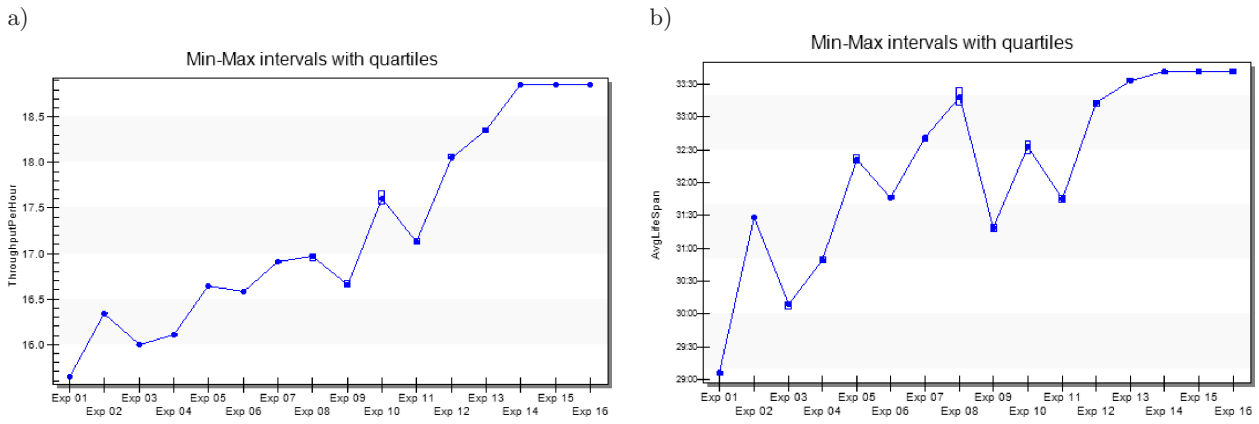 a)
Min-Max intervals with quartiles
ThroughputPerHour
18.5
18.0
17.5
17.0
16.5
16.0
Exp 01 Exp 03 Exp 04 Exp 05 Exp 07 Exp 09 Exp 11 Exp 13 Exp 15
Exp 02 Exp 04 Exp 06 Exp 08 Exp 10 Exp 12 Exp 14 Exp 16
b)
Min-Max intervals with quartiles
AvgLifeSpan
33:30
33:00
32:30
32:00
31:30
31:00
30:30
30:00
29:30
29:00
Exp 01 Exp 03 Exp 05 Exp 07 Exp 09 Exp 11 Exp 13 Exp 15
Exp 02 Exp 04 Exp 06 Exp 08 Exp 10 Exp 12 Exp 14 Exp 16